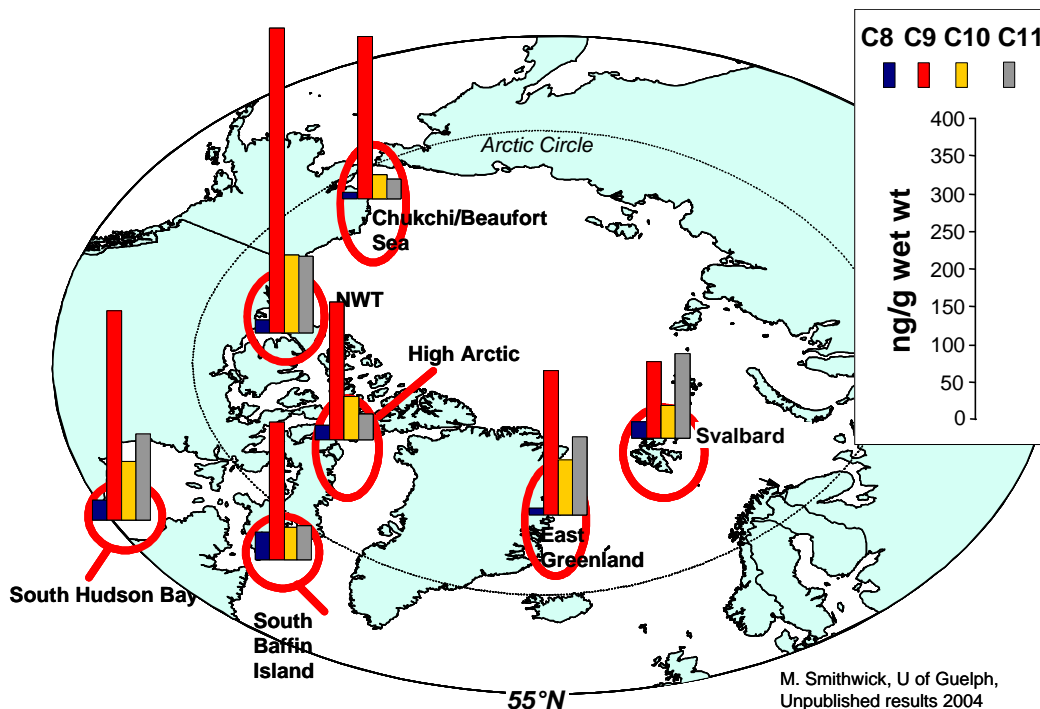 C8 C9 C10 C11
400
350
300
250
200
150
100
50
0
ng/g wet wt
Arctic Circle
Chukchi/Beaufort
Sea
NWT
High Arctic
Svalbard
East
Greenland
South Hudson Bay
South
Baffin
Island
55°N
M. Smithwick, U of Guelph,
Unpublished results 2004